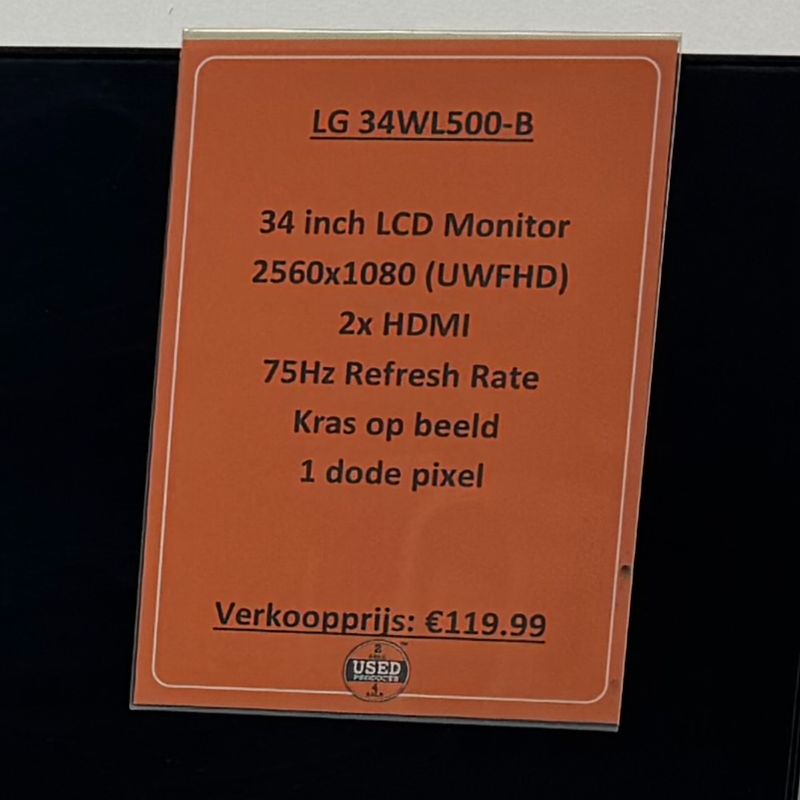 LG 34WL500-B
34 inch LCD Monitor
2560x1080 (UWFHD)
2x HDMI
75Hz Refresh Rate
Kras op beeld
1 dode pixel
Verkoopprijs: €119.99
USED
PRODUCTS